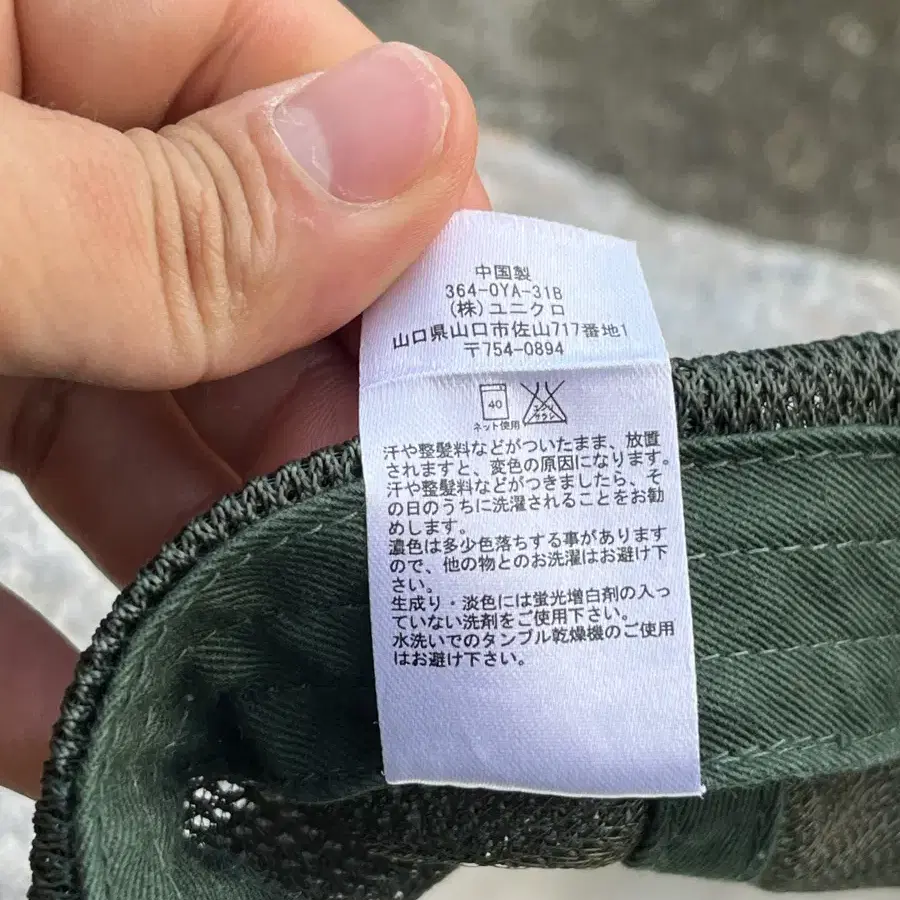 中国製
364-0YA-31B
(株)ユニクロ
山口県山口市佐山717番地1
〒754-0894
40
エンソ
サラシ
ネット使用
汗や整髪料などがついたまま、放置
されますと、変色の原因になります。
汗や整髪料などがつきましたら、そ
の日のうちに洗濯されることをお勧
めします。
濃色は多少色落ちする事があります
ので、他の物とのお洗濯はお避け下
さい。
生成り・淡色には蛍光増白剤の入っ
ていない洗剤をご使用下さい。
水洗いでのタンブル乾燥機のご使用
はお避け下さい。